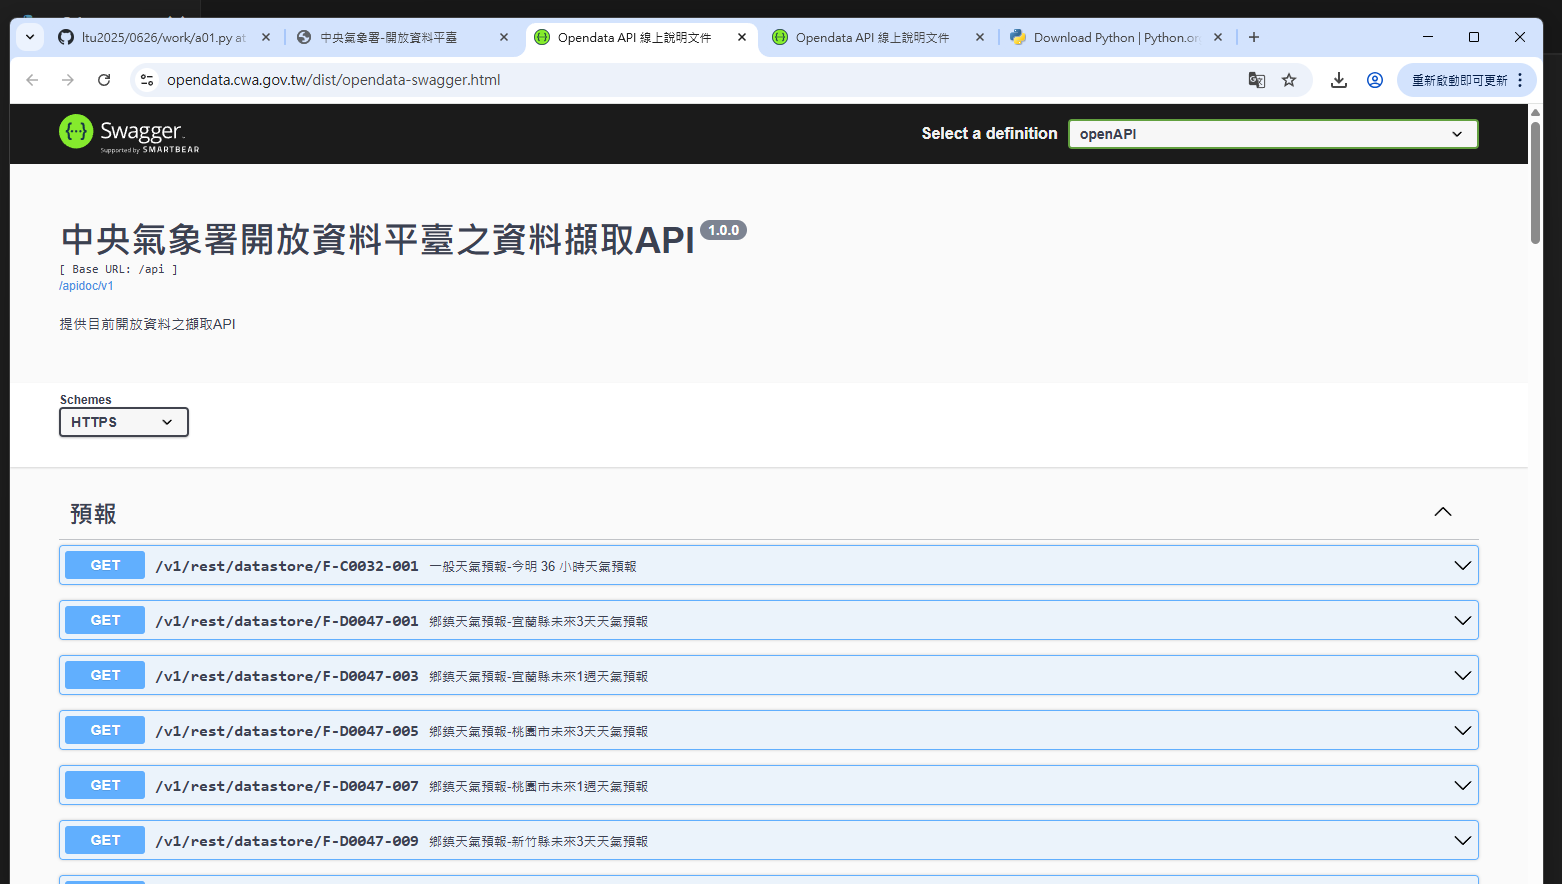 ltu2025/0626/work/a01.py at
中央氣象署-開放資料平臺
Opendata API 線上說明文件
Opendata API 線上說明文件
Download Python | Python.or
opendata.cwa.gov.tw/dist/opendata-swagger.html
重新啟動即可更新
Swagger
Supported by SMARTBEAR
Select a definition
openAPI
中央氣象署開放資料平臺之資料擷取API 1.0.0
[ Base URL: /api ]
/apidoc/v1
提供目前開放資料之擷取API
Schemes
HTTPS
預報
GET /v1/rest/datastore/F-C0032-001 一般天氣預報-今明 36 小時天氣預報
GET /v1/rest/datastore/F-D0047-001 鄉鎮天氣預報-宜蘭縣未來3天天氣預報
GET /v1/rest/datastore/F-D0047-003 鄉鎮天氣預報-宜蘭縣未來1週天氣預報
GET /v1/rest/datastore/F-D0047-005 鄉鎮天氣預報-桃園市未來3天天氣預報
GET /v1/rest/datastore/F-D0047-007 鄉鎮天氣預報-桃園市未來1週天氣預報
GET /v1/rest/datastore/F-D0047-009 鄉鎮天氣預報-新竹縣未來3天天氣預報